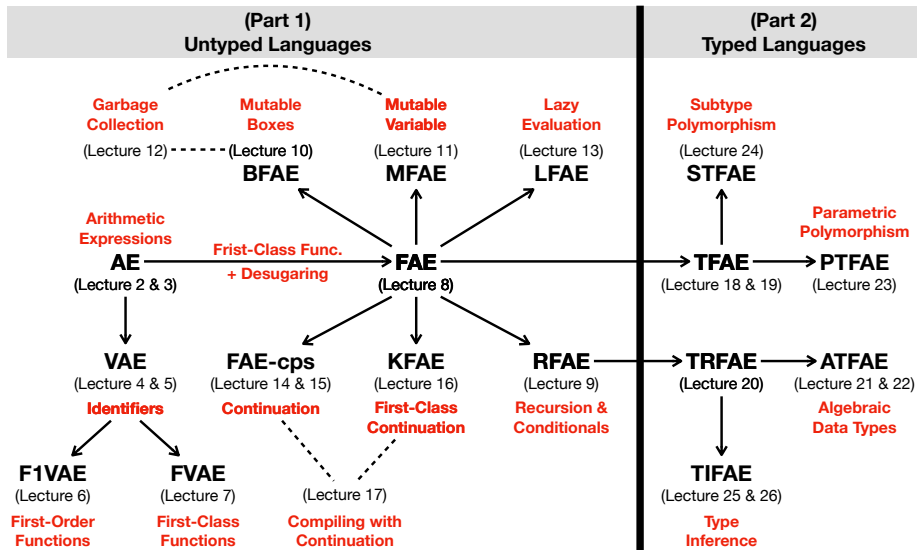 (Part 1)
Untyped Languages
(Part 2)
Typed Languages
Garbage
Collection
(Lecture 12)
Mutable
Boxes
(Lecture 10)
BFAE
Mutable
Variable
(Lecture 11)
MFAE
Lazy
Evaluation
(Lecture 13)
LFAE
Subtype
Polymorphism
(Lecture 24)
STFAE
Arithmetic
Expressions
AE
(Lecture 2 & 3)
Frist-Class Func.
+ Desugaring
FAE
(Lecture 8)
TFAE
(Lecture 18 & 19)
Parametric
Polymorphism
PTFAE
(Lecture 23)
VAE
(Lecture 4 & 5)
Identifiers
FAE-cps
(Lecture 14 & 15)
Continuation
KFAE
(Lecture 16)
First-Class
Continuation
RFAE
(Lecture 9)
Recursion &
Conditionals
TRFAE
(Lecture 20)
ATFAE
(Lecture 21 & 22)
Algebraic
Data Types
F1VAE
(Lecture 6)
First-Order
Functions
FVAE
(Lecture 7)
First-Class
Functions
(Lecture 17)
Compiling with
Continuation
TIFAE
(Lecture 25 & 26)
Type
Inference